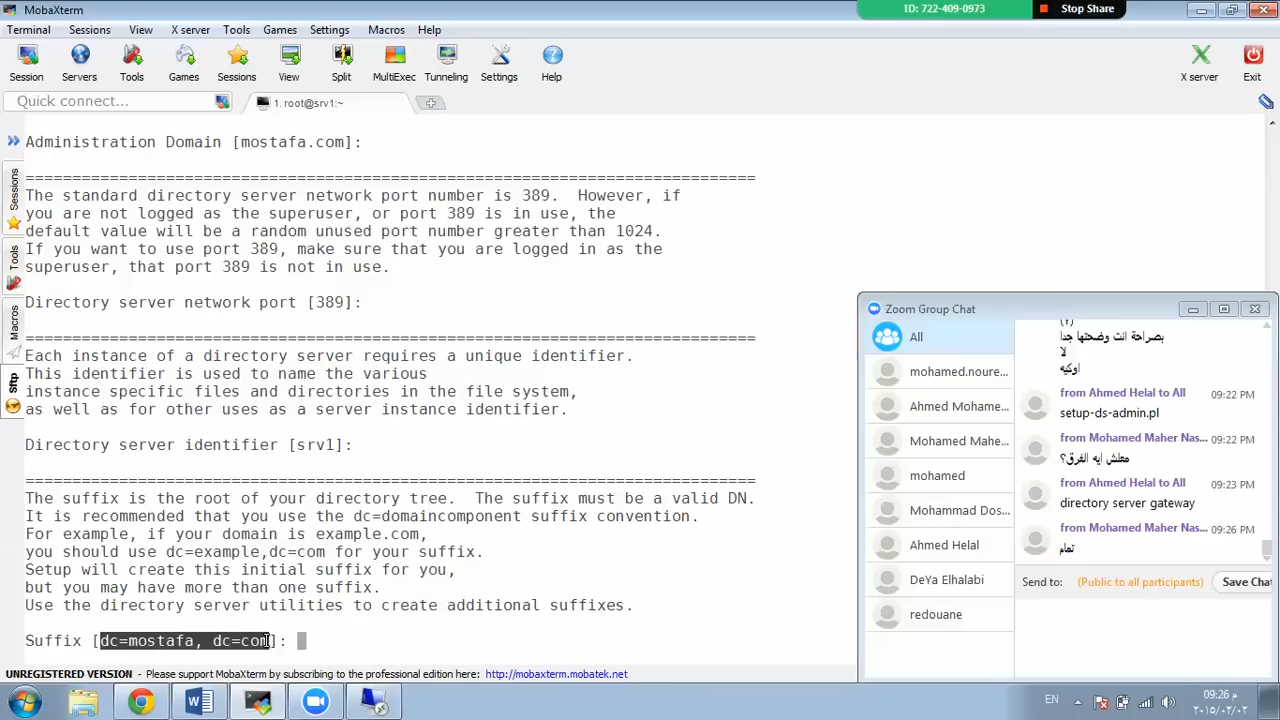 MobaXterm
ID: 722-409-0973
Stop Share
Terminal Sessions View X server Tools Games Settings Macros Help
Session Servers Tools Games Sessions View Split MultiExec Tunneling Settings Help X server Exit
Quick connect...
1. root@srv1:~
Sessions
Tools
Macros
Sftp
Administration Domain [mostafa.com]:
==============================================================================
The standard directory server network port number is 389.  However, if
you are not logged as the superuser, or port 389 is in use, the
default value will be a random unused port number greater than 1024.
If you want to use port 389, make sure that you are logged in as the
superuser, that port 389 is not in use.
Directory server network port [389]:
==============================================================================
Each instance of a directory server requires a unique identifier.
This identifier is used to name the various
instance specific files and directories in the file system,
as well as for other uses as a server instance identifier.
Directory server identifier [srv1]:
==============================================================================
The suffix is the root of your directory tree.  The suffix must be a valid DN.
It is recommended that you use the dc=domaincomponent suffix convention.
For example, if your domain is example.com,
you should use dc=example,dc=com for your suffix.
Setup will create this initial suffix for you,
but you may have more than one suffix.
Use the directory server utilities to create additional suffixes.
Suffix [dc=mostafa, dc=com]:
Zoom Group Chat
All
mohamed.noure...
Ahmed Mohame...
Mohamed Mahe...
mohamed
Mohammad Dos...
Ahmed Helal
DeYa Elhalabi
redouane
بصراحة انت وضحتها جدا
لا
اوكيه
from Ahmed Helal to All 09:22 PM
setup-ds-admin.pl
from Mohamed Maher Nas... 09:22 PM
معلش ايه الفرق؟
from Ahmed Helal to All 09:23 PM
directory server gateway
from Mohamed Maher Nas... 09:26 PM
تمام
Send to: (Public to all participants) Save Chat
UNREGISTERED VERSION - Please support MobaXterm by subscribing to the professional edition here: http://mobaxterm.mobatek.net
EN
09:26 م
٢٠١٥/٠٢/٠٢